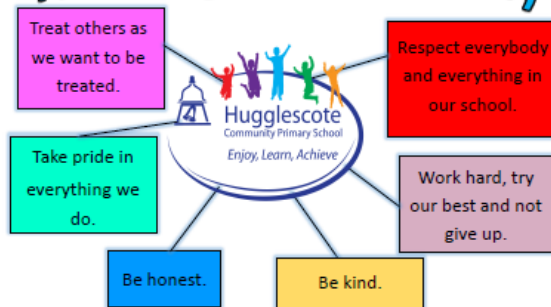 Treat others as
we want to be
treated.
Respect everybody
and everything in
our school.
Hugglescote
Community Primary School
Enjoy, Learn, Achieve
Take pride in
everything we
do.
Work hard, try
our best and not
give up.
Be honest.
Be kind.